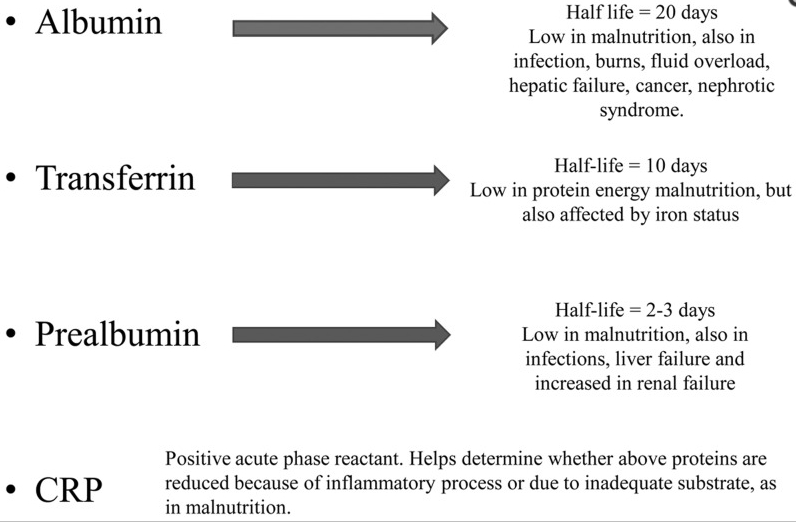 • Albumin
Half life = 20 days
Low in malnutrition, also in
infection, burns, fluid overload,
hepatic failure, cancer, nephrotic
syndrome.
• Transferrin
Half-life = 10 days
Low in protein energy malnutrition, but
also affected by iron status
• Prealbumin
Half-life = 2-3 days
Low in malnutrition, also in
infections, liver failure and
increased in renal failure
• CRP
Positive acute phase reactant. Helps determine whether above proteins are
reduced because of inflammatory process or due to inadequate substrate, as
in malnutrition.